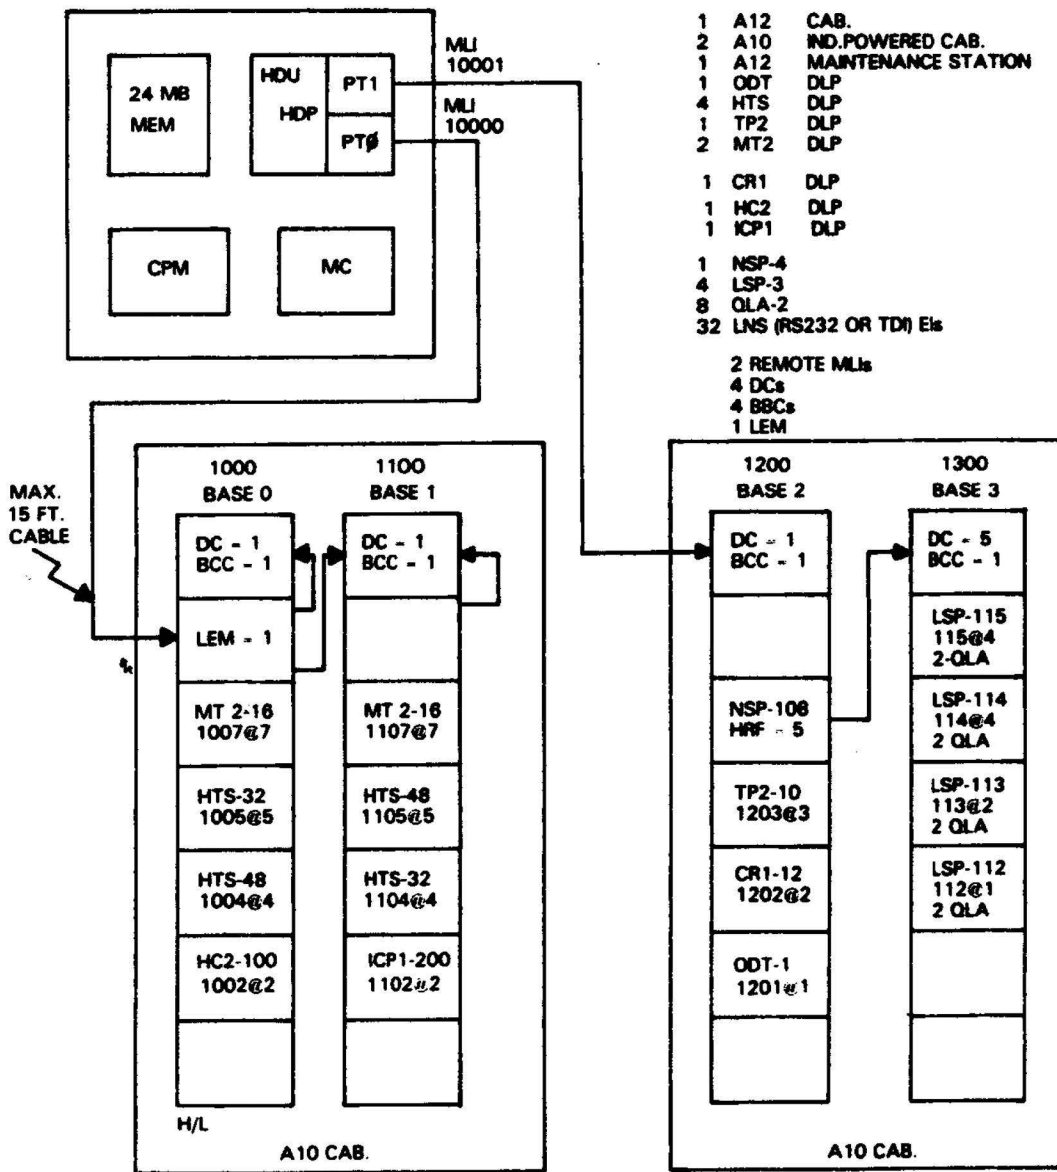 24 MB
MEM
HDU
HDP
PT1
PTØ
CPM
MC
MLI
10001
MLI
10000
1 A12 CAB.
2 A10 IND.POWERED CAB.
1 A12 MAINTENANCE STATION
1 ODT DLP
4 HTS DLP
1 TP2 DLP
2 MT2 DLP
1 CR1 DLP
1 HC2 DLP
1 ICP1 DLP
1 NSP-4
4 LSP-3
8 QLA-2
32 LNS (RS232 OR TDI) EIs
2 REMOTE MLIs
4 DCs
4 BBCs
1 LEM
MAX.
15 FT.
CABLE
1000
BASE 0
DC - 1
BCC - 1
LEM - 1
MT 2-16
1007@7
HTS-32
1005@5
HTS-48
1004@4
HC2-100
1002@2
H/L
1100
BASE 1
DC - 1
BCC - 1
MT 2-16
1107@7
HTS-48
1105@5
HTS-32
1104@4
ICP1-200
1102@2
A10 CAB.
1200
BASE 2
DC - 1
BCC - 1
NSP-108
HRF - 5
TP2-10
1203@3
CR1-12
1202@2
ODT-1
1201@1
1300
BASE 3
DC - 5
BCC - 1
LSP-115
115@4
2-QLA
LSP-114
114@4
2 QLA
LSP-113
113@2
2 QLA
LSP-112
112@1
2 QLA
A10 CAB.